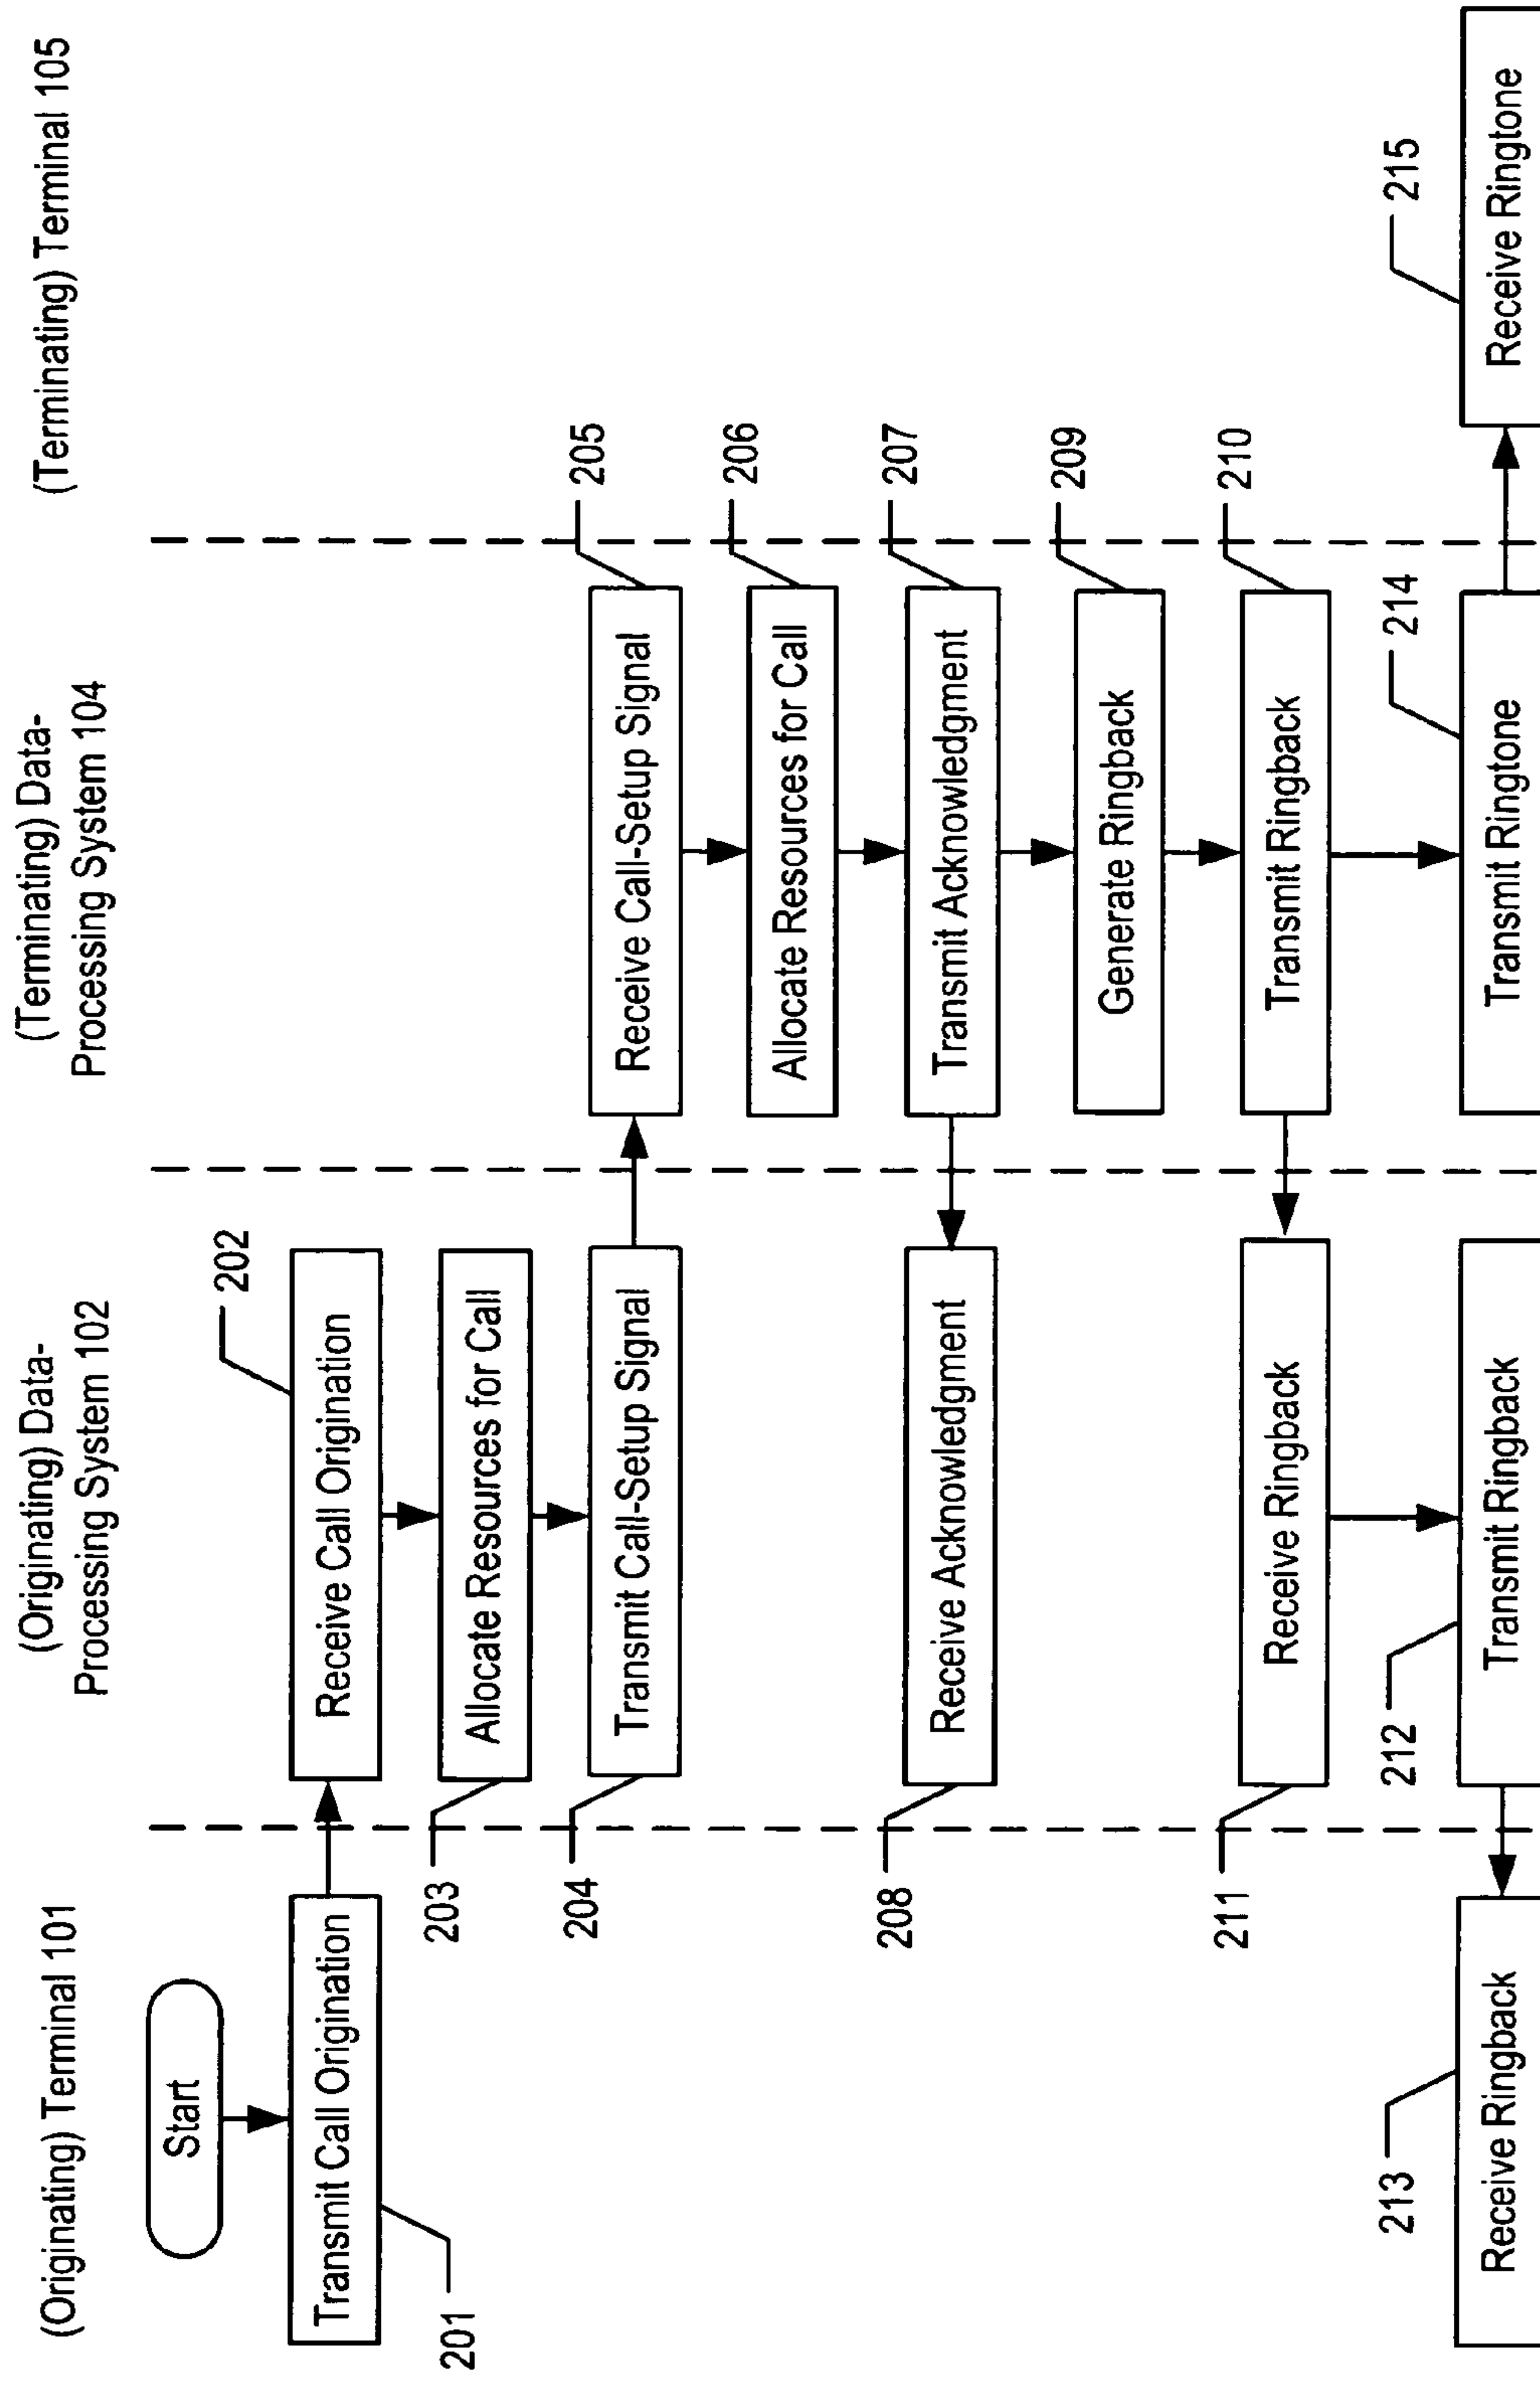 (Originating) Terminal 101
(Originating) Data-
Processing System 102
(Terminating) Data-
Processing System 104
(Terminating) Terminal 105
Start
Transmit Call Origination
201
Receive Call Origination
202
Allocate Resources for Call
203
Transmit Call-Setup Signal
204
Receive Call-Setup Signal
205
Allocate Resources for Call
206
Transmit Acknowledgment
207
Receive Acknowledgment
208
Generate Ringback
209
Transmit Ringback
210
Receive Ringback
211
Transmit Ringback
212
Receive Ringback
213
Transmit Ringtone
214
Receive Ringtone
215